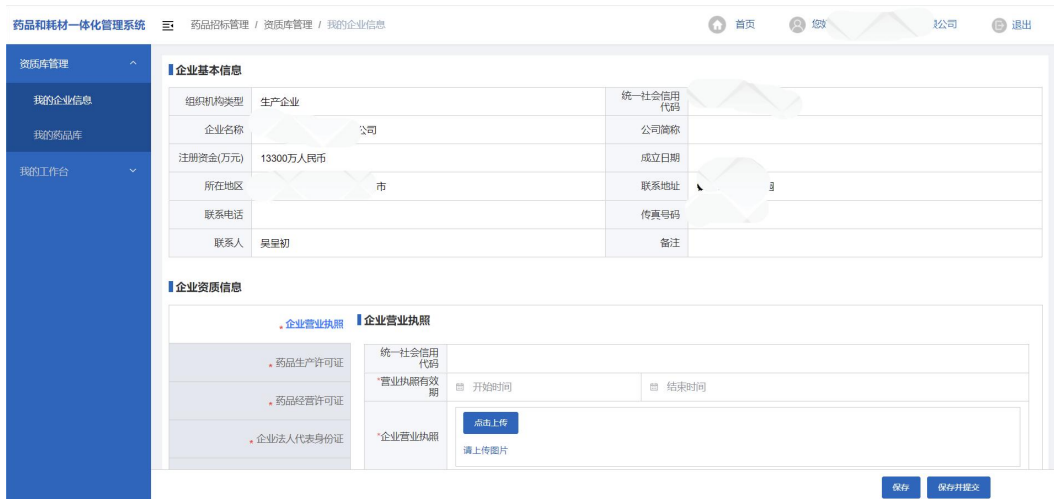 药品和耗材一体化管理系统
药品招标管理 / 资质库管理 / 我的企业信息
首页
公司
退出
资质库管理
我的企业信息
我的药品库
我的工作台
企业基本信息
组织机构类型 生产企业 统一社会信用代码
企业名称 公司 公司简称
注册资金(万元) 13300万人民币 成立日期
所在地区 市 联系地址
联系电话 传真号码
联系人 吴呈初 备注
企业资质信息
*企业营业执照
*药品生产许可证
*药品经营许可证
*企业法人代表身份证
企业营业执照
统一社会信用代码
*营业执照有效期 开始时间 结束时间
*企业营业执照 点击上传
请上传图片
保存 保存并提交